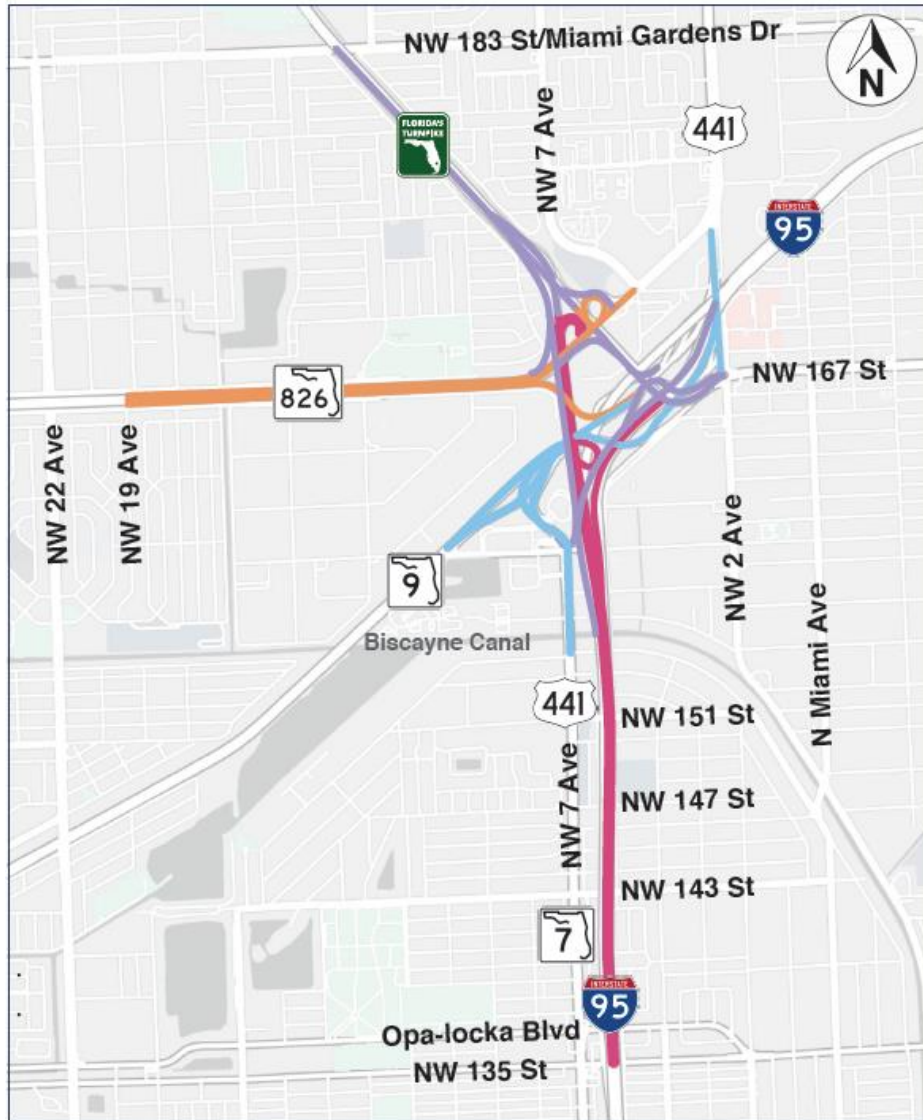 NW 183 St/Miami Gardens Dr
N
FLORIDA'S
TURNPIKE
NW 7 Ave
441
INTERSTATE
95
826
NW 167 St
NW 22 Ave
NW 19 Ave
9
NW 2 Ave
N Miami Ave
Biscayne Canal
441
NW 151 St
NW 7 Ave
NW 147 St
NW 143 St
7
INTERSTATE
95
Opa-locka Blvd
NW 135 St